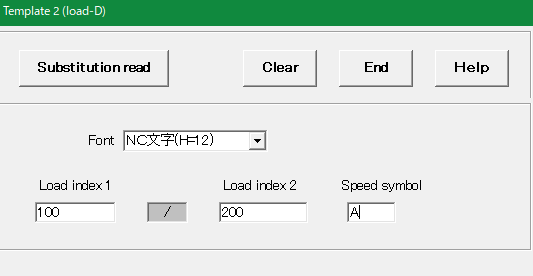 Template 2 (load-D)
Substitution read Clear End Help
Font NC文字(H=12)
Load index 1 Load index 2 Speed symbol
100 / 200 A